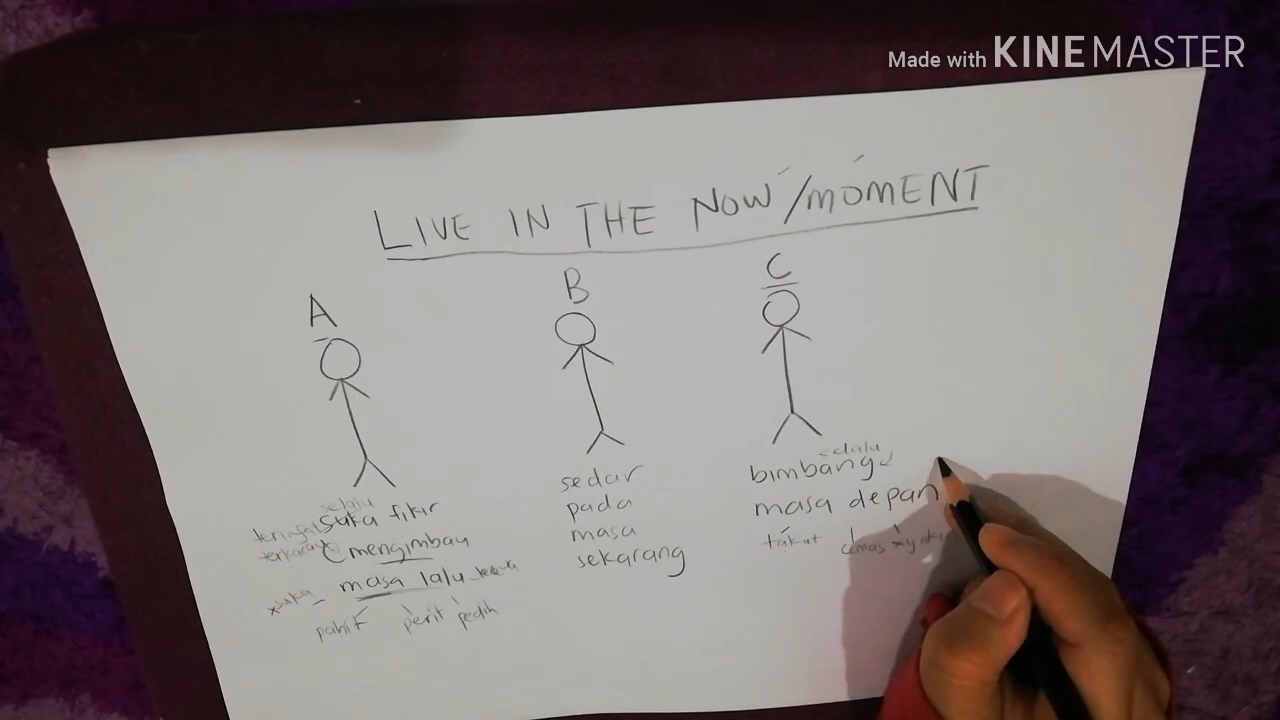 Made with KINEMASTER
LIVE IN THE NOW/MOMENT
A
selalu
suka fikir
mengimbau
masa lalu
pahit perit pedih
B
sedar
pada
masa
sekarang
C
selalu
bimbang
masa depan
takut cemas